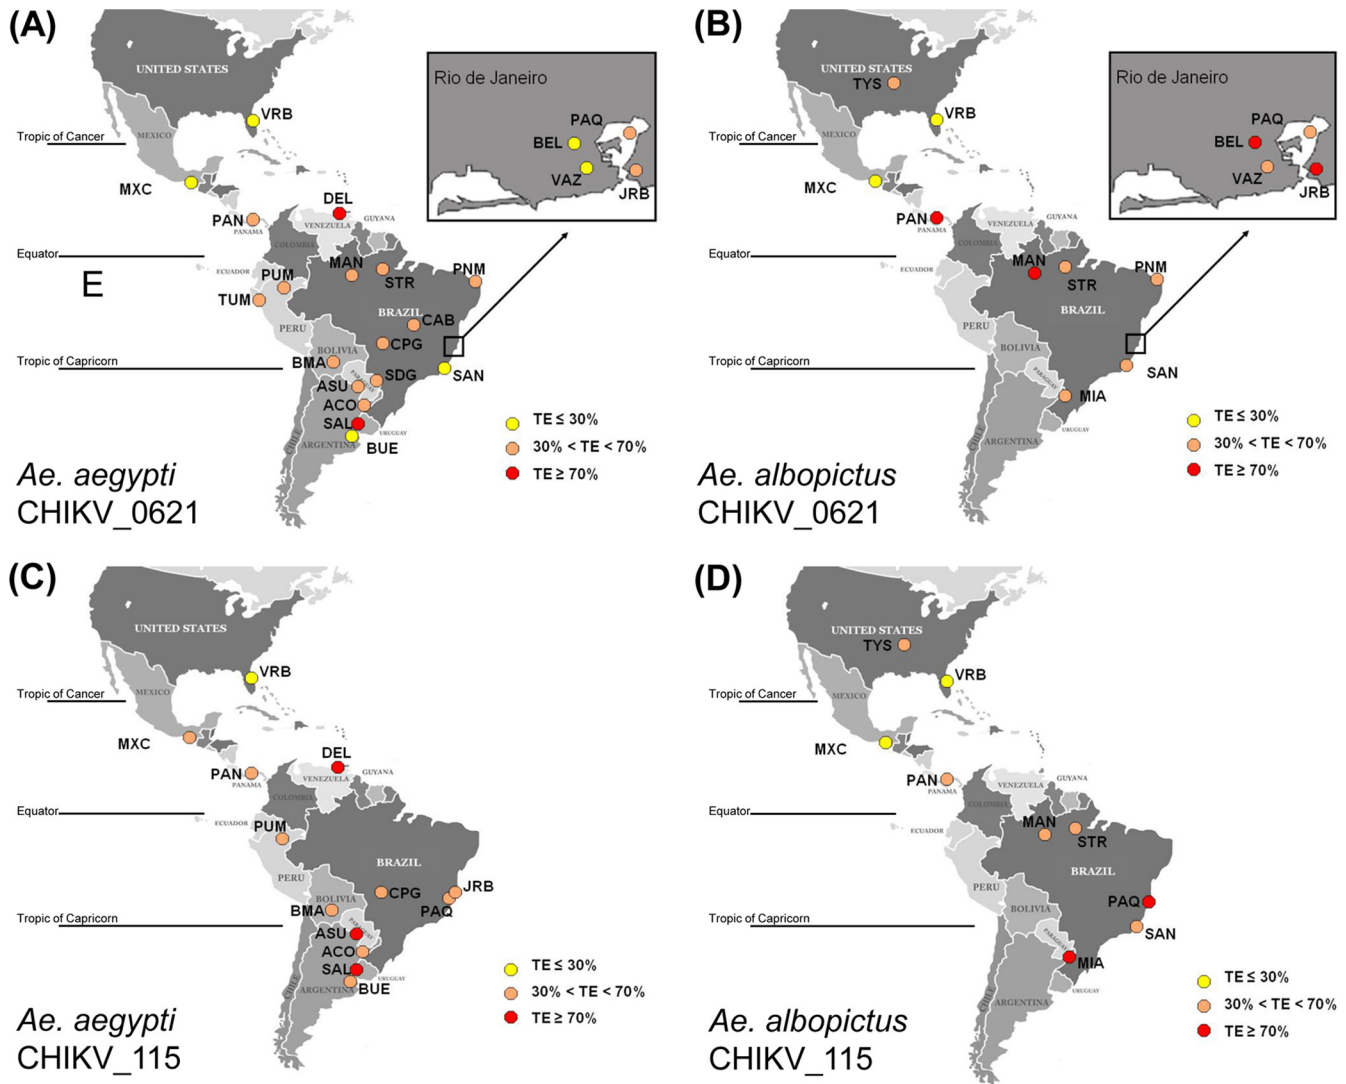 (A)
UNITED STATES
VRB
Tropic of Cancer
MEXICO
MXC
DEL
PAN
PANAMA
VENEZUELA
GUYANA
COLOMBIA
Equator
ECUADOR
MAN
STR
PNM
E
PUM
TUM
BRAZIL
CAB
PERU
CPG
BOLIVIA
Tropic of Capricorn
BMA
SAN
SDG
PARAGUAY
ASU
ACO
SAL
URUGUAY
CHILE
ARGENTINA
BUE
Rio de Janeiro
PAQ
BEL
VAZ
JRB
TE ≤ 30%
30% < TE < 70%
TE ≥ 70%
Ae. aegypti
CHIKV_0621
(B)
UNITED STATES
TYS
VRB
Tropic of Cancer
MEXICO
MXC
PAN
PANAMA
VENEZUELA
GUYANA
COLOMBIA
Equator
ECUADOR
MAN
STR
PNM
BRAZIL
PERU
BOLIVIA
Tropic of Capricorn
SAN
PARAGUAY
MIA
URUGUAY
CHILE
ARGENTINA
Rio de Janeiro
PAQ
BEL
VAZ
JRB
TE ≤ 30%
30% < TE < 70%
TE ≥ 70%
Ae. albopictus
CHIKV_0621
(C)
UNITED STATES
VRB
Tropic of Cancer
MEXICO
MXC
DEL
PAN
PANAMA
VENEZUELA
GUYANA
COLOMBIA
Equator
ECUADOR
PUM
BRAZIL
PERU
CPG
JRB
BOLIVIA
BMA
PAQ
Tropic of Capricorn
PARAGUAY
ASU
ACO
SAL
URUGUAY
CHILE
ARGENTINA
BUE
TE ≤ 30%
30% < TE < 70%
TE ≥ 70%
Ae. aegypti
CHIKV_115
(D)
UNITED STATES
TYS
VRB
Tropic of Cancer
MEXICO
MXC
PAN
PANAMA
VENEZUELA
GUYANA
COLOMBIA
Equator
ECUADOR
MAN
STR
BRAZIL
PERU
PAQ
BOLIVIA
Tropic of Capricorn
SAN
PARAGUAY
MIA
URUGUAY
CHILE
ARGENTINA
TE ≤ 30%
30% < TE < 70%
TE ≥ 70%
Ae. albopictus
CHIKV_115